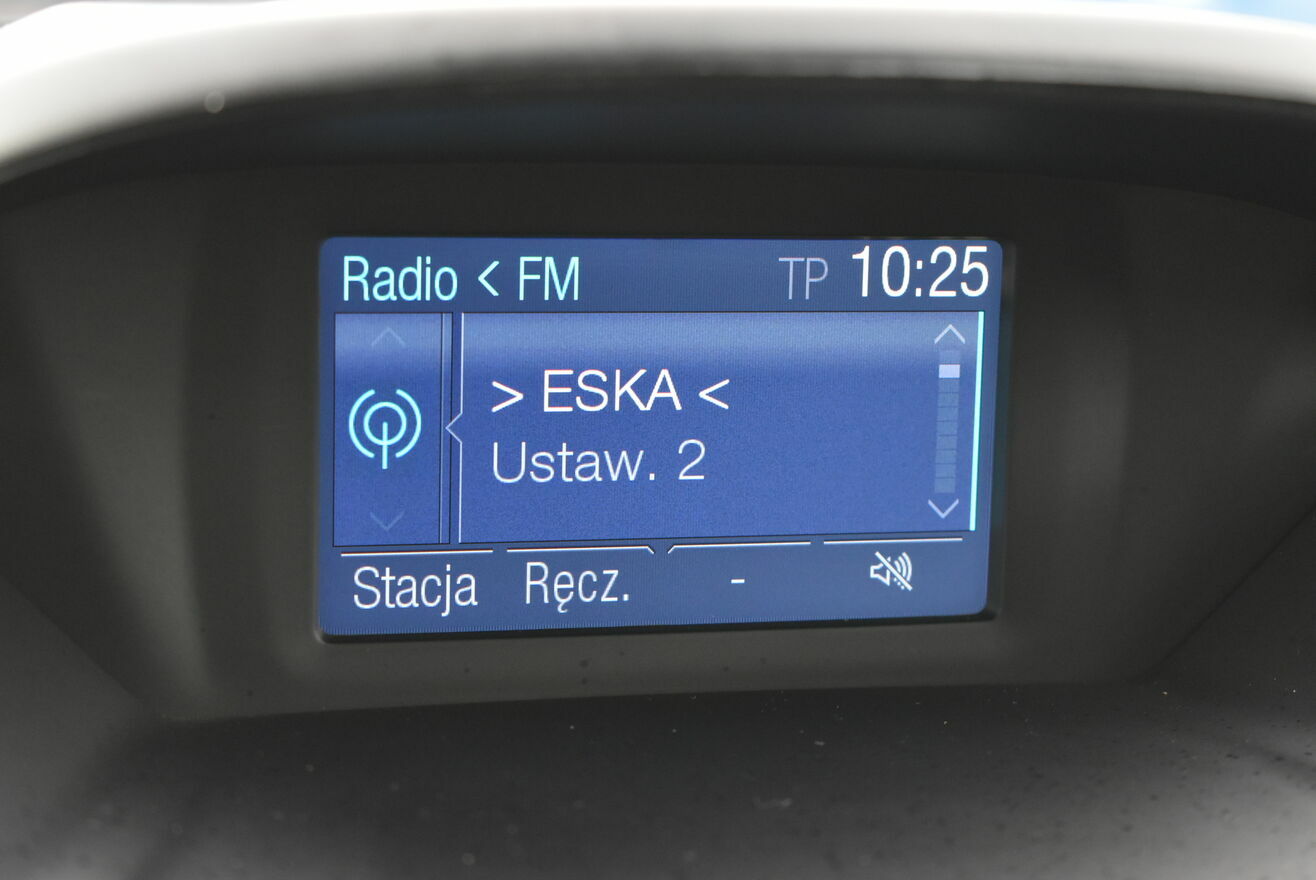 Radio < FM TP 10:25
> ESKA <
Ustaw. 2
Stacja Ręcz. -